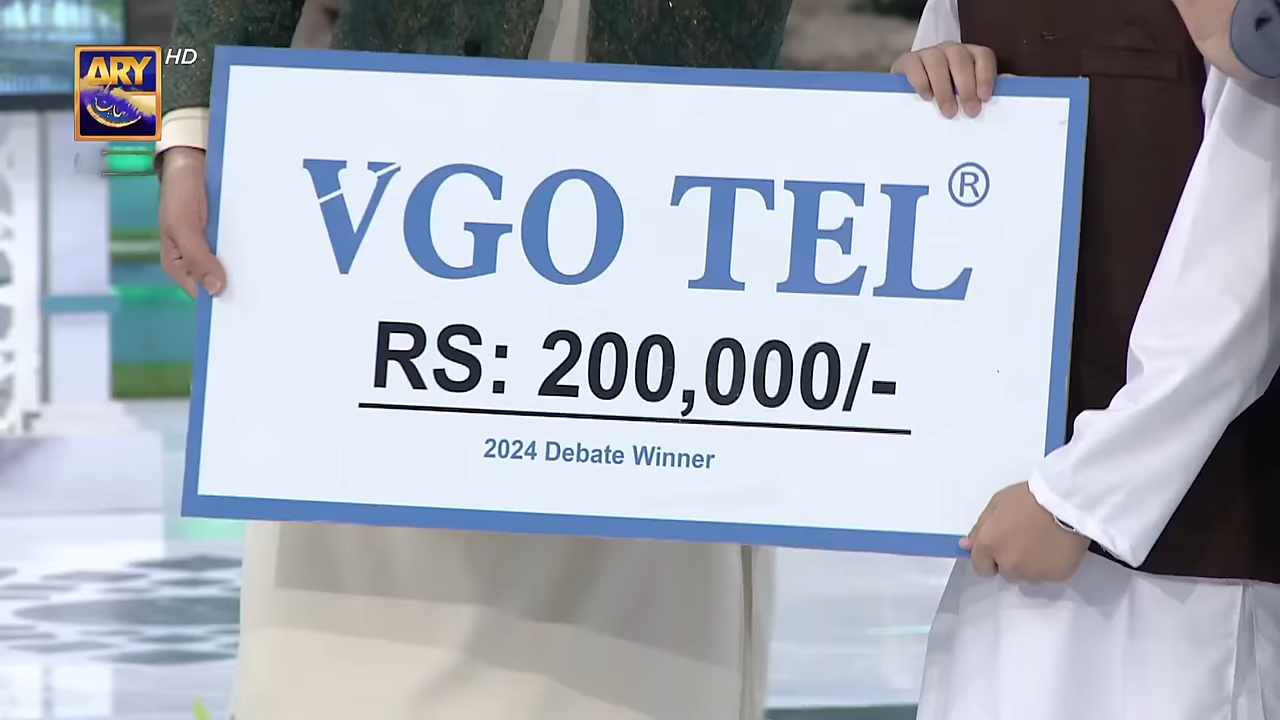 ARY
HD
VGO TEL®
RS: 200,000/-
2024 Debate Winner